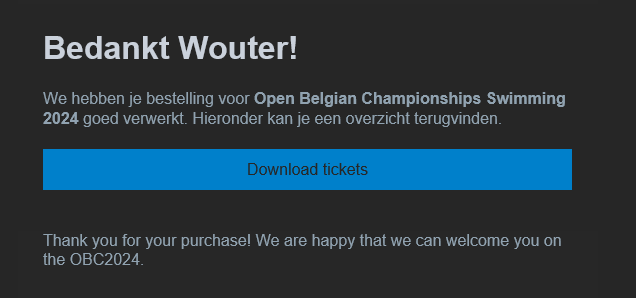 Bedankt Wouter!
We hebben je bestelling voor Open Belgian Championships Swimming
2024 goed verwerkt. Hieronder kan je een overzicht terugvinden.
Download tickets
Thank you for your purchase! We are happy that we can welcome you on
the OBC2024.